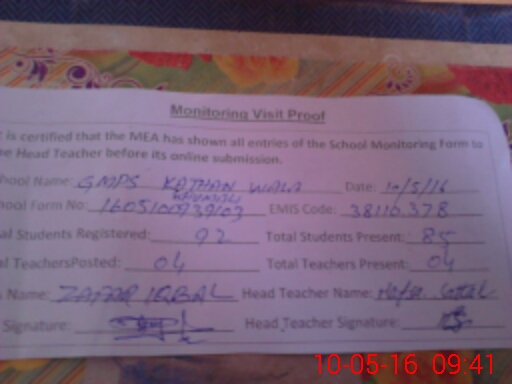 Monitoring Visit Proof
t is certified that the MEA has shown all entries of the School Monitoring Form to
he Head Teacher before its online submission.
chool Name: GMPS KATHAN WALA Date: 10/5/16
hool Form No: 1605100939103 EMIS Code: 38110378
al Students Registered: 92 Total Students Present: 85
al TeachersPosted: 04 Total Teachers Present: 04
Name: ZAFAR IQBAL Head Teacher Name:
Signature: Head Teacher Signature:
10-05-16 09:41